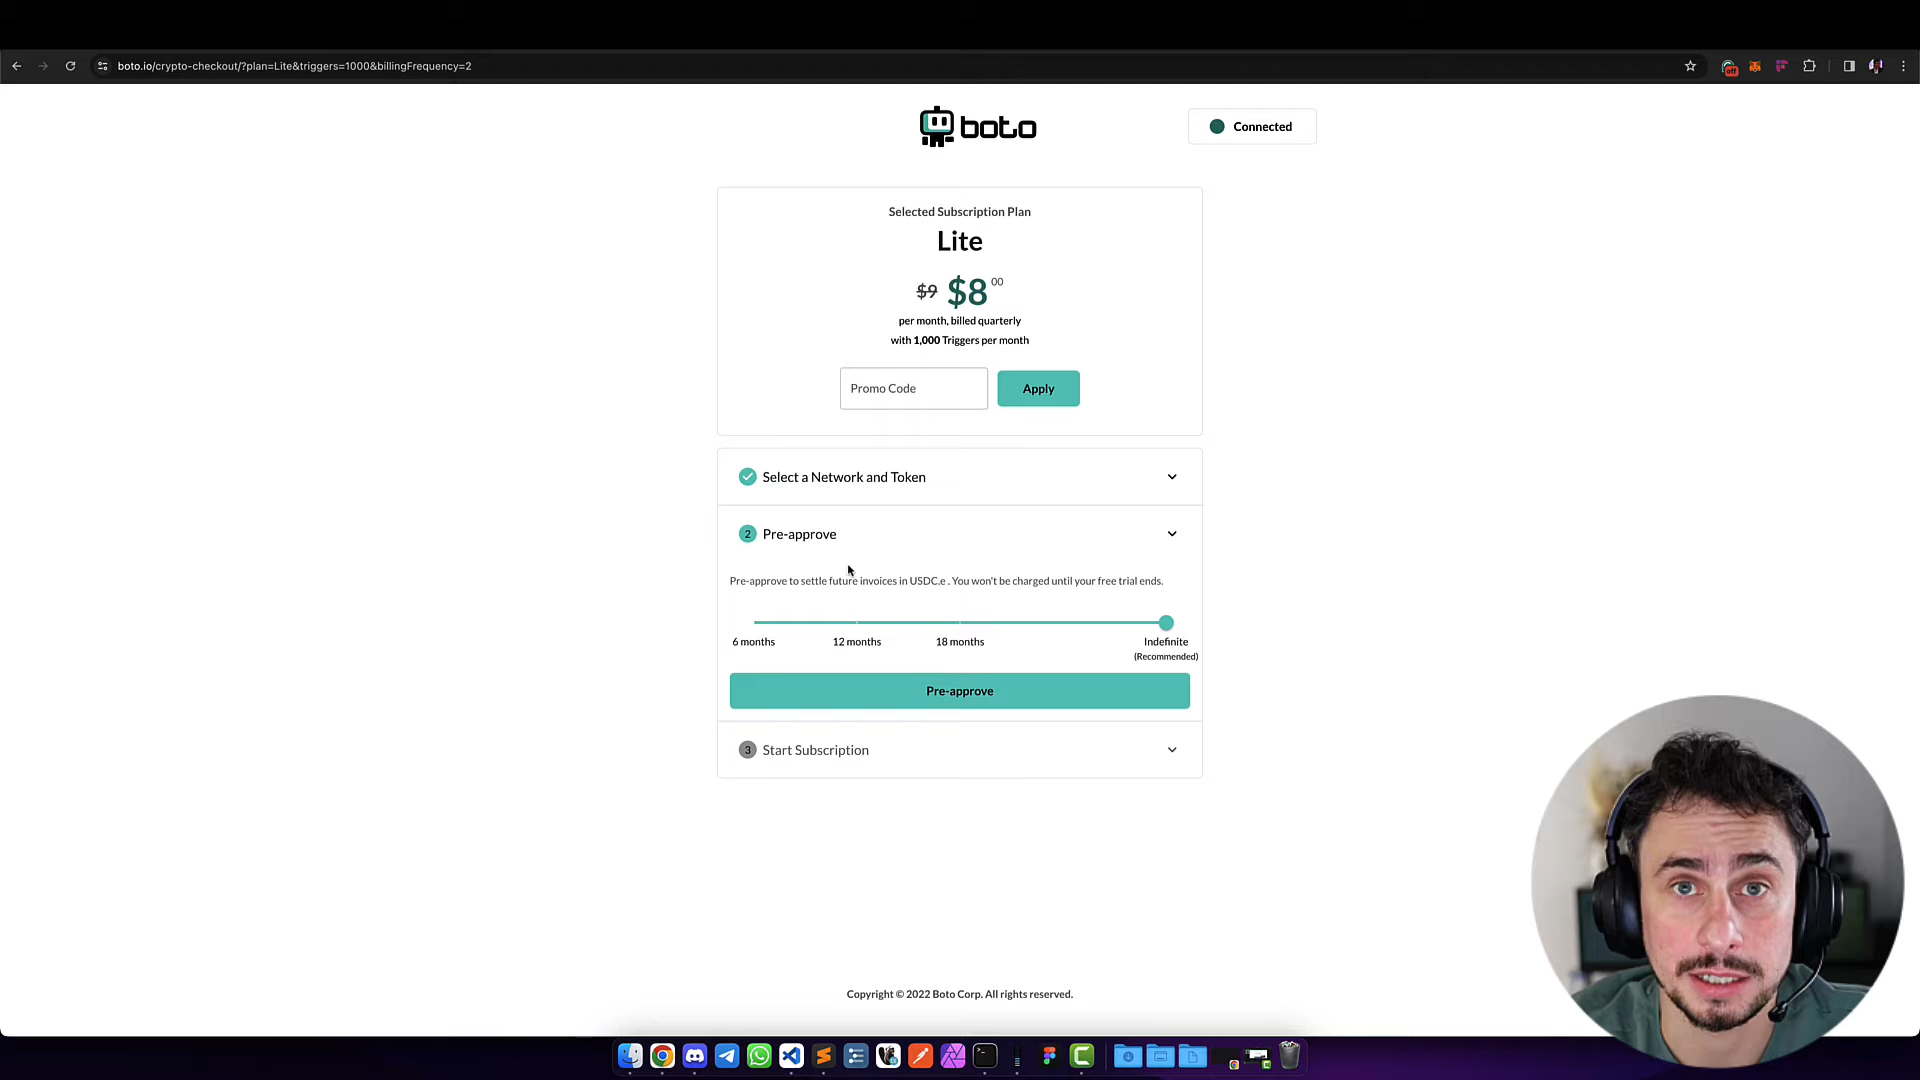 boto.io/crypto-checkout/?plan=Lite&triggers=1000&billingFrequency=2
off
boto
Connected
Selected Subscription Plan
Lite
$9 $8 00
per month, billed quarterly
with 1,000 Triggers per month
Promo Code
Apply
Select a Network and Token
2 Pre-approve
Pre-approve to settle future invoices in USDC.e . You won't be charged until your free trial ends.
6 months 12 months 18 months Indefinite
(Recommended)
Pre-approve
3 Start Subscription
Copyright © 2022 Boto Corp. All rights reserved.